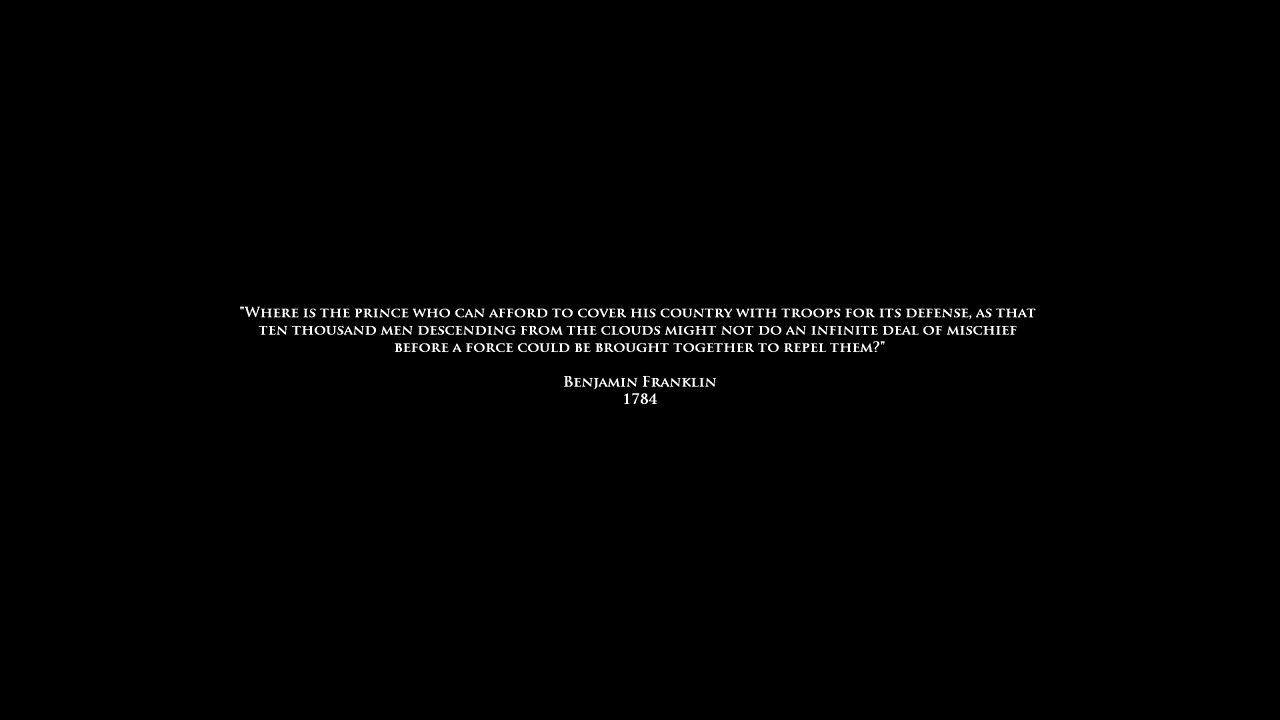 "Where is the prince who can afford to cover his country with troops for its defense, as that
ten thousand men descending from the clouds might not do an infinite deal of mischief
before a force could be brought together to repel them?"
Benjamin Franklin
1784